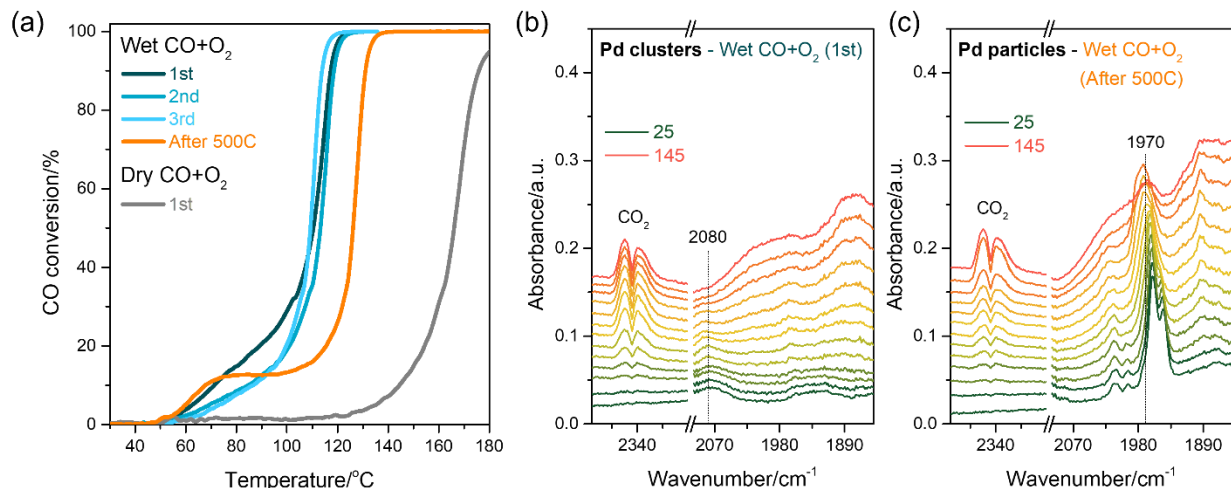 (a)
100
80
60
40
20
0
CO conversion/%
40 60 80 100 120 140 160 180
Temperature/°C
Wet CO+O₂
1st
2nd
3rd
After 500C
Dry CO+O₂
1st
(b)
Pd clusters - Wet CO+O₂ (1st)
0.4
0.3
0.2
0.1
0.0
Absorbance/a.u.
25
145
CO₂
2080
2340 2070 1980 1890
Wavenumber/cm⁻¹
(c)
Pd particles - Wet CO+O₂
(After 500C)
0.4
0.3
0.2
0.1
0.0
Absorbance/a.u.
25
145
1970
CO₂
2340 2070 1980 1890
Wavenumber/cm⁻¹